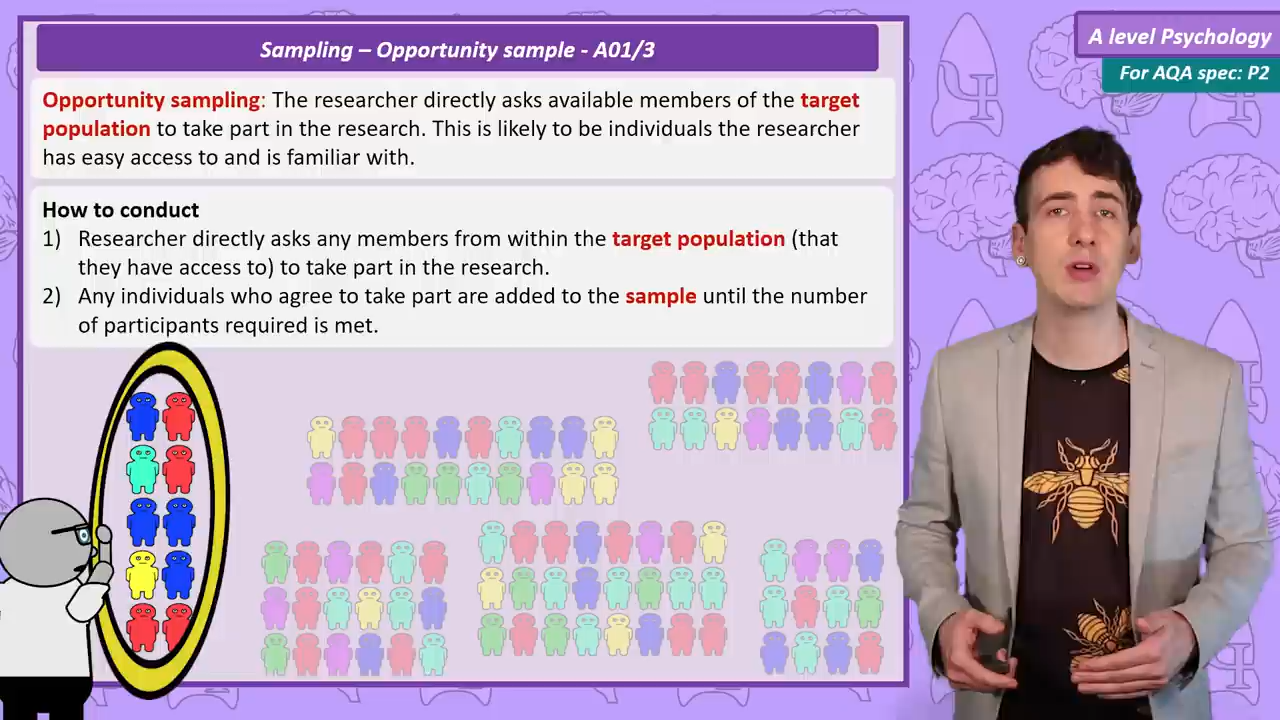 Sampling – Opportunity sample - A01/3
A level Psychology
For AQA spec: P2
Opportunity sampling: The researcher directly asks available members of the target
population to take part in the research. This is likely to be individuals the researcher
has easy access to and is familiar with.
How to conduct
1) Researcher directly asks any members from within the target population (that
they have access to) to take part in the research.
2) Any individuals who agree to take part are added to the sample until the number
of participants required is met.